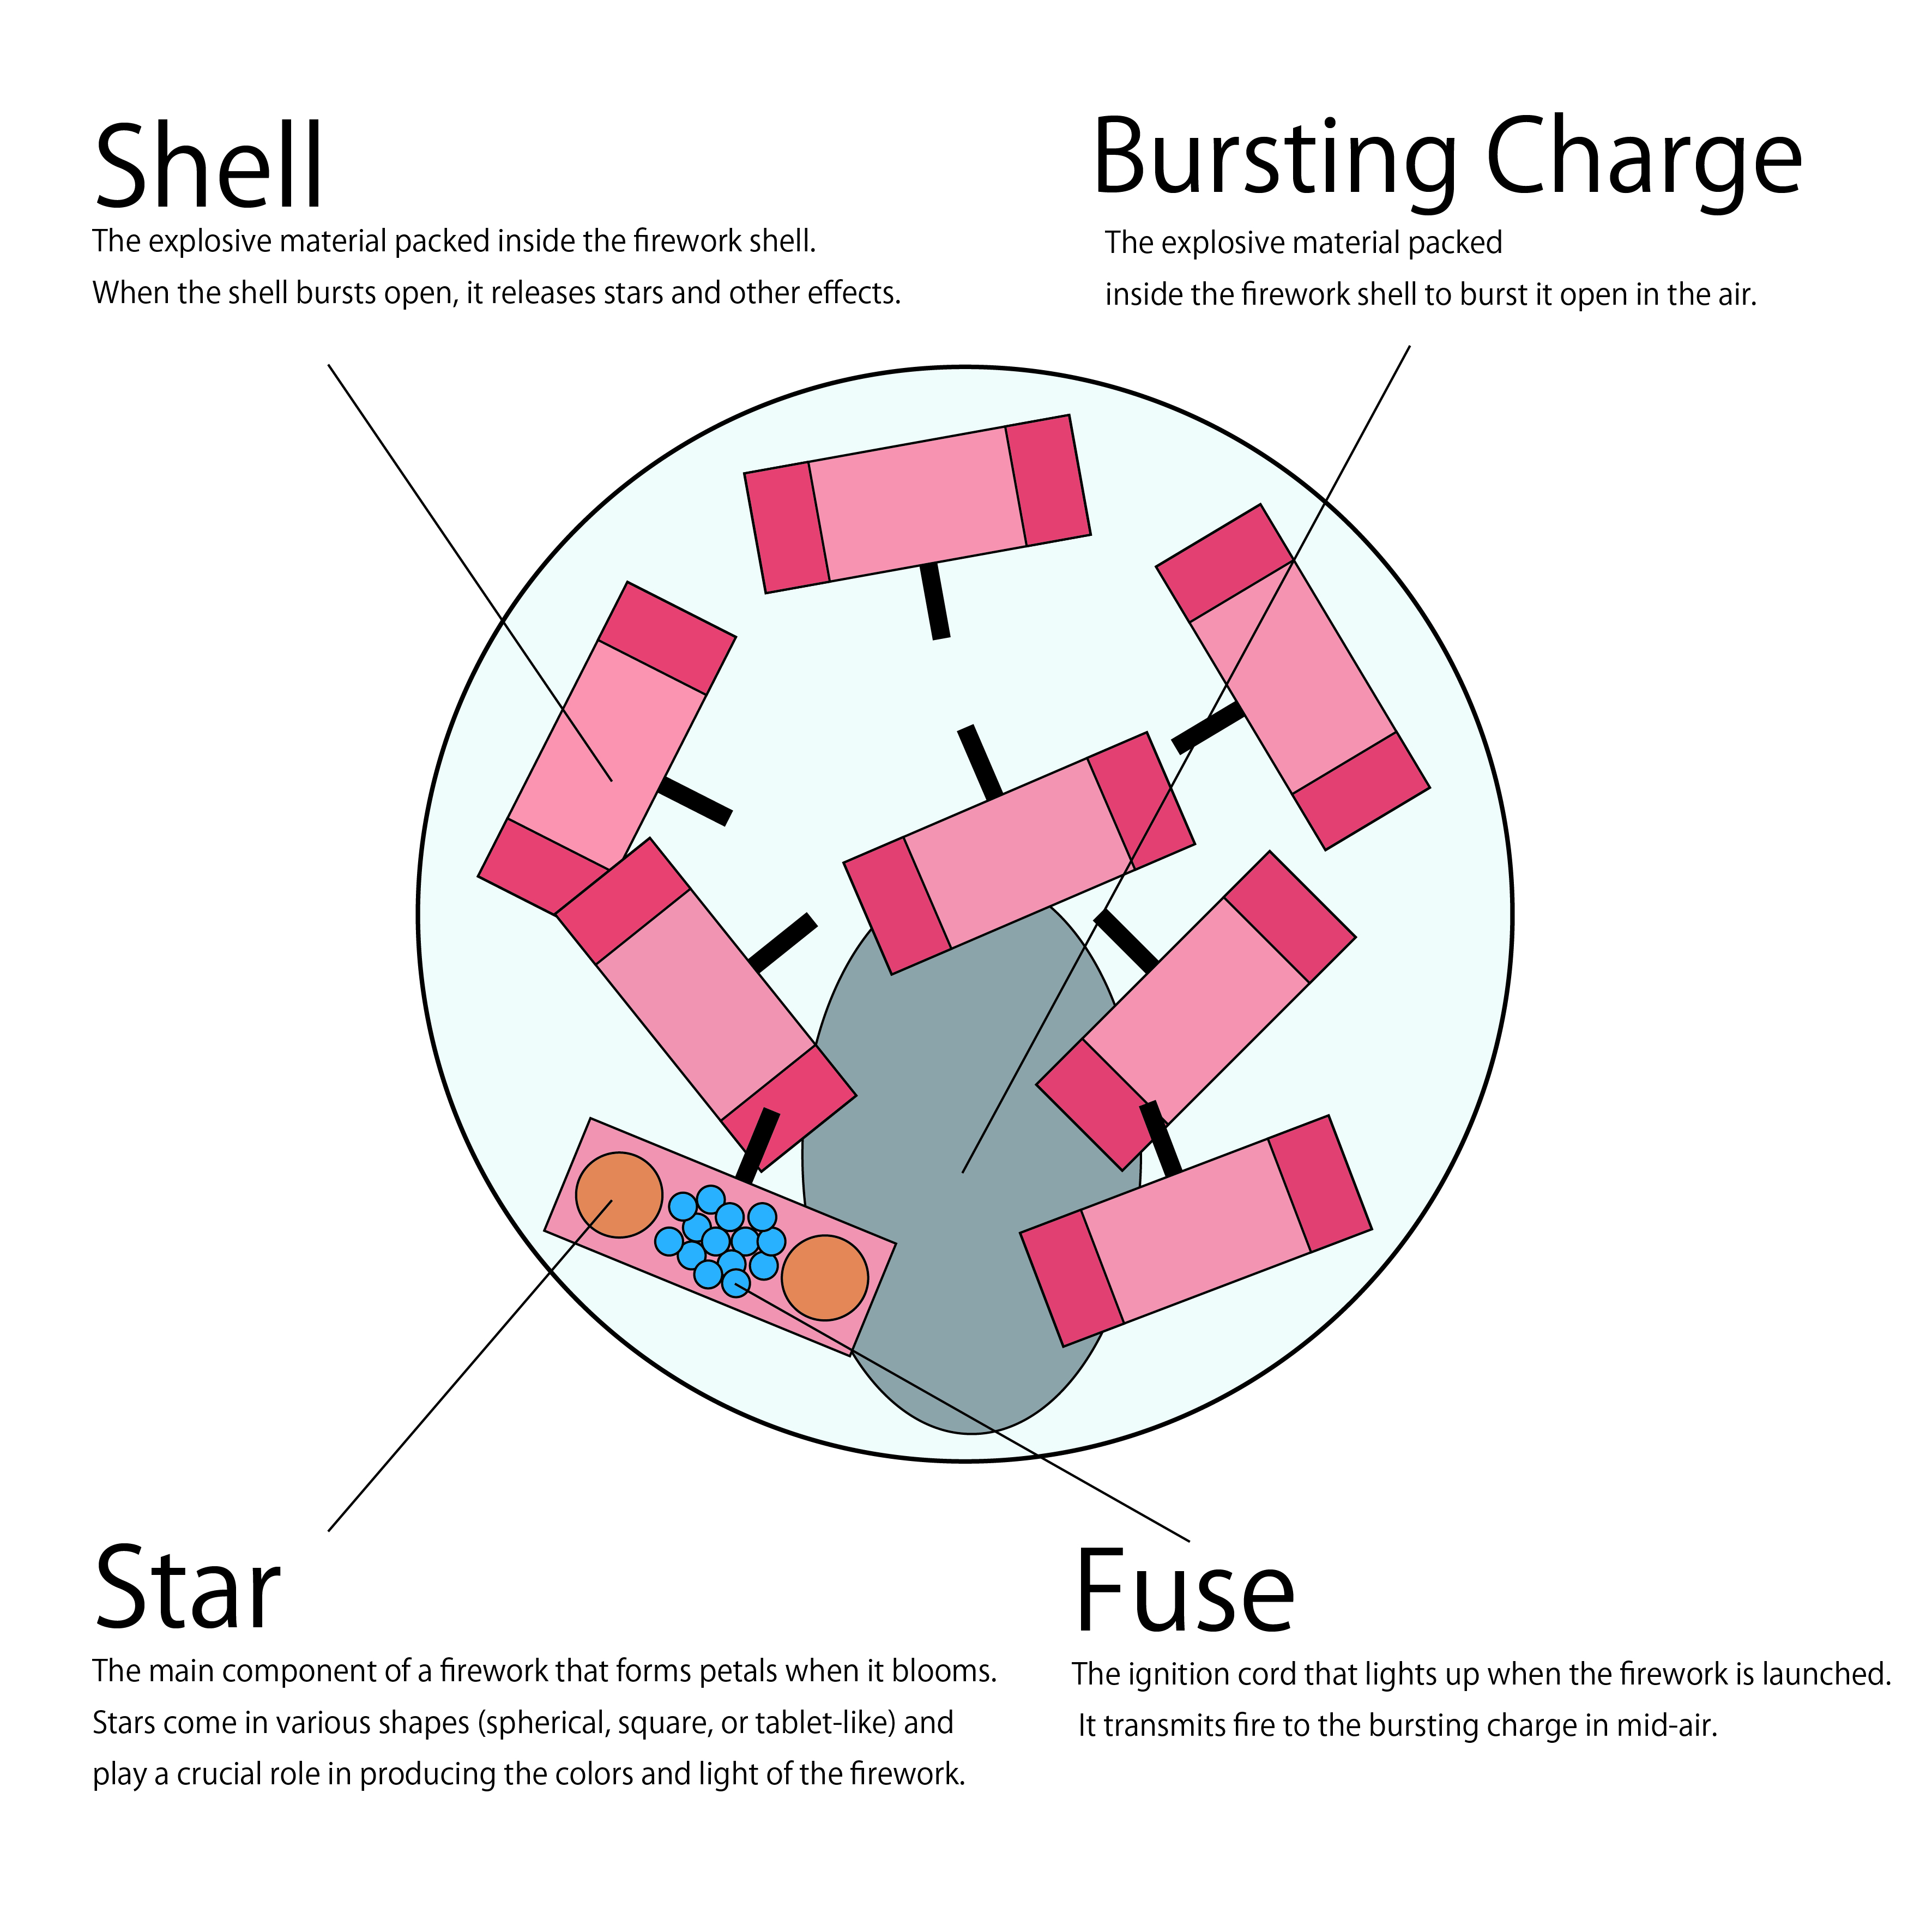 Shell
The explosive material packed inside the firework shell.
When the shell bursts open, it releases stars and other effects.
Bursting Charge
The explosive material packed
inside the firework shell to burst it open in the air.
Star
The main component of a firework that forms petals when it blooms.
Stars come in various shapes (spherical, square, or tablet-like) and
play a crucial role in producing the colors and light of the firework.
Fuse
The ignition cord that lights up when the firework is launched.
It transmits fire to the bursting charge in mid-air.